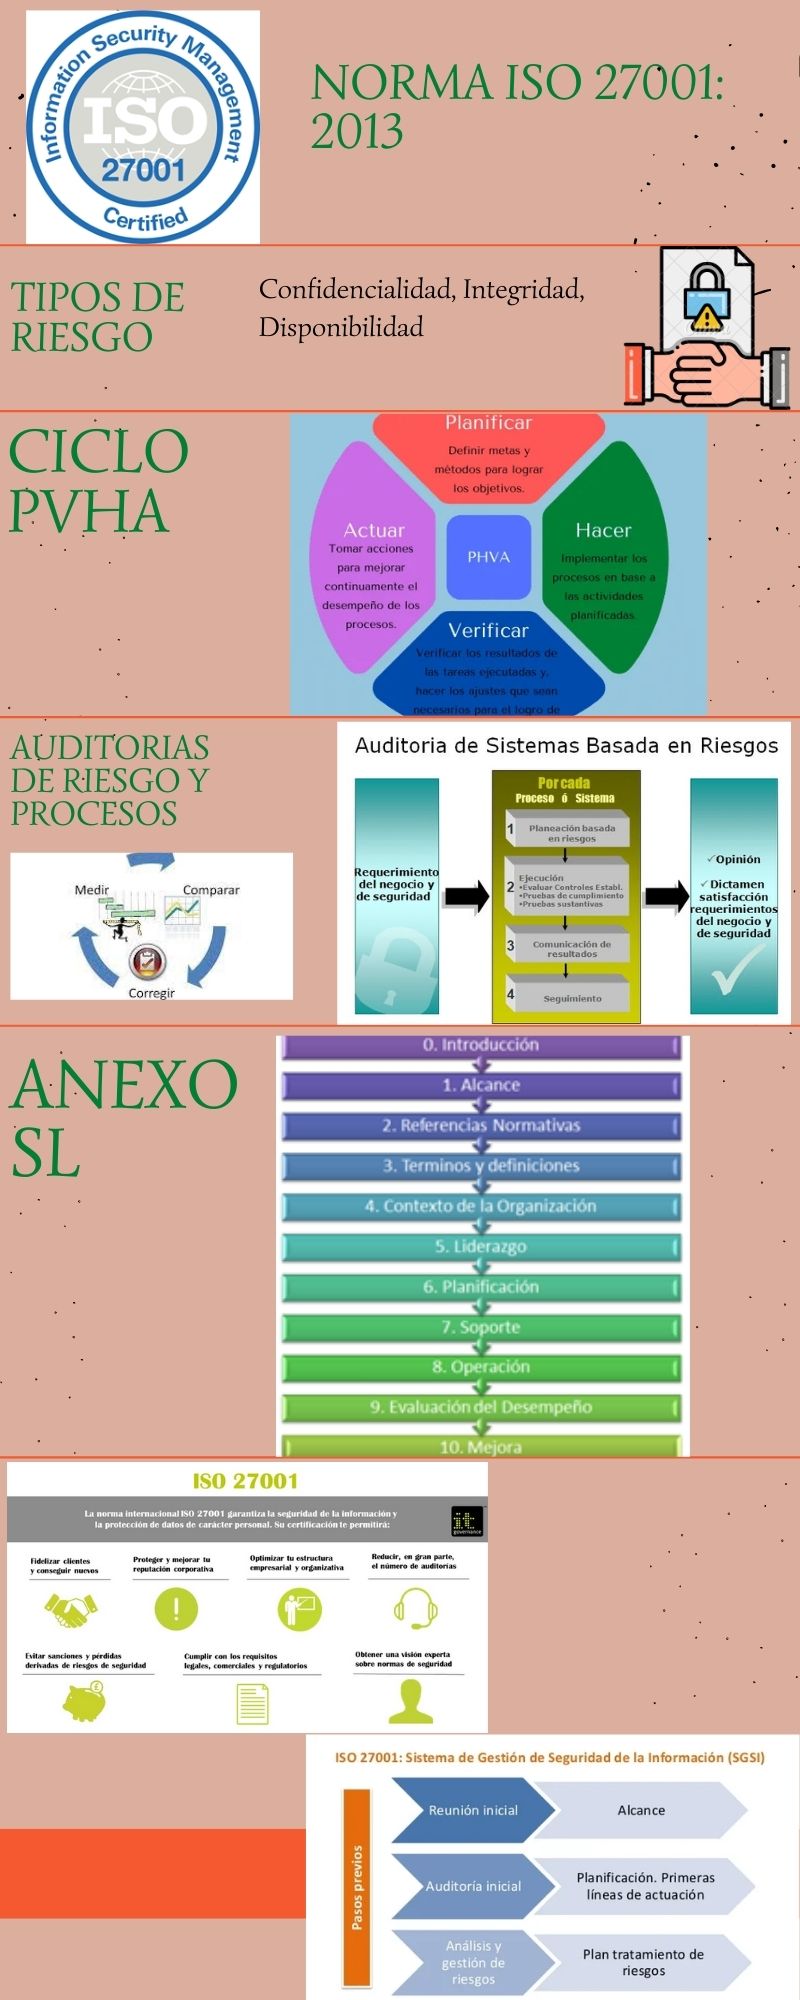 Information Security Management
ISO
27001
Certified
NORMA ISO 27001:
2013
TIPOS DE
RIESGO
Confidencialidad, Integridad,
Disponibilidad
CICLO
PVHA
Planificar
Definir metas y
métodos para lograr
los objetivos.
Actuar
Tomar acciones
para mejorar
continuamente el
desempeño de los
procesos.
PHVA
Hacer
Implementar los
procesos en base a
las actividades
planificadas.
Verificar
Verificar los resultados de
las tareas ejecutadas y,
hacer los ajustes que sean
necesarios para el logro de
AUDITORIAS
DE RIESGO Y
PROCESOS
Medir
Comparar
Corregir
Auditoria de Sistemas Basada en Riesgos
Requerimiento
del negocio y
de seguridad
Por cada
Proceso ó Sistema
1 Planeación basada
en riesgos
2 Ejecución
•Evaluar Controles Establ.
•Pruebas de cumplimiento
•Pruebas sustantivas
3 Comunicación de
resultados
4 Seguimiento
✓Opinión
✓Dictamen
satisfacción
requerimientos
del negocio y
de seguridad
ANEXO
SL
0. Introducción
1. Alcance
2. Referencias Normativas
3. Terminos y definiciones
4. Contexto de la Organización
5. Liderazgo
6. Planificación
7. Soporte
8. Operación
9. Evaluación del Desempeño
10. Mejora
ISO 27001
La norma internacional ISO 27001 garantiza la seguridad de la información y
la protección de datos de carácter personal. Su certificación te permitirá:
it
governance
Fidelizar clientes
y conseguir nuevos
Proteger y mejorar tu
reputación corporativa
Optimizar tu estructura
empresarial y organizativa
Reducir, en gran parte,
el número de auditorías
Evitar sanciones y pérdidas
derivadas de riesgos de seguridad
Cumplir con los requisitos
legales, comerciales y regulatorios
Obtener una visión experta
sobre normas de seguridad
ISO 27001: Sistema de Gestión de Seguridad de la Información (SGSI)
Pasos previos
Reunión inicial
Alcance
Auditoría inicial
Planificación. Primeras
líneas de actuación
Análisis y
gestión de
riesgos
Plan tratamiento de
riesgos